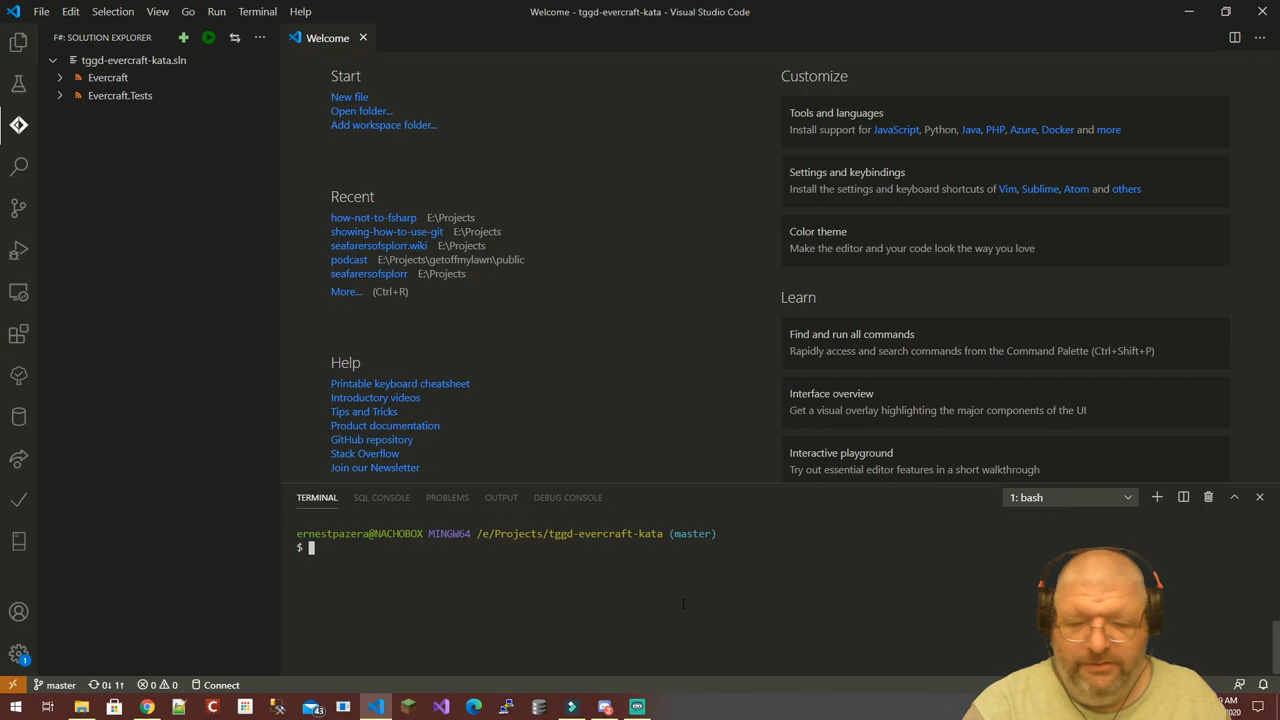 File Edit Selection View Go Run Terminal Help
Welcome - tggd-evercraft-kata - Visual Studio Code
F#: SOLUTION EXPLORER
Welcome
tggd-evercraft-kata.sln
Evercraft
Evercraft.Tests
Start
New file
Open folder...
Add workspace folder...
Recent
how-not-to-fsharp E:\Projects
showing-how-to-use-git E:\Projects
seafarersofsplorr.wiki E:\Projects
podcast E:\Projects\getoffmylawn\public
seafarersofsplorr E:\Projects
More... (Ctrl+R)
Help
Printable keyboard cheatsheet
Introductory videos
Tips and Tricks
Product documentation
GitHub repository
Stack Overflow
Join our Newsletter
Customize
Tools and languages
Install support for JavaScript, Python, Java, PHP, Azure, Docker and more
Settings and keybindings
Install the settings and keyboard shortcuts of Vim, Sublime, Atom and others
Color theme
Make the editor and your code look the way you love
Learn
Find and run all commands
Rapidly access and search commands from the Command Palette (Ctrl+Shift+P)
Interface overview
Get a visual overlay highlighting the major components of the UI
Interactive playground
Try out essential editor features in a short walkthrough
TERMINAL SQL CONSOLE PROBLEMS OUTPUT DEBUG CONSOLE
1: bash
ernestpazera@NACHOBOX MINGW64 /e/Projects/tggd-evercraft-kata (master)
$
1
master 0↓ 1↑ 0 0 Connect
43
2